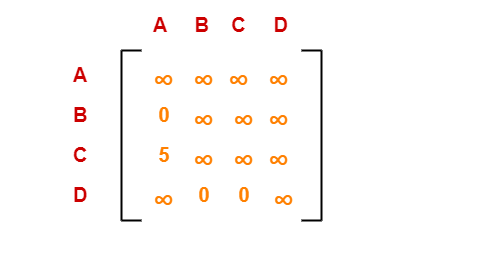 A B C D
A ∞ ∞ ∞ ∞
B 0 ∞ ∞ ∞
C 5 ∞ ∞ ∞
D ∞ 0 0 ∞